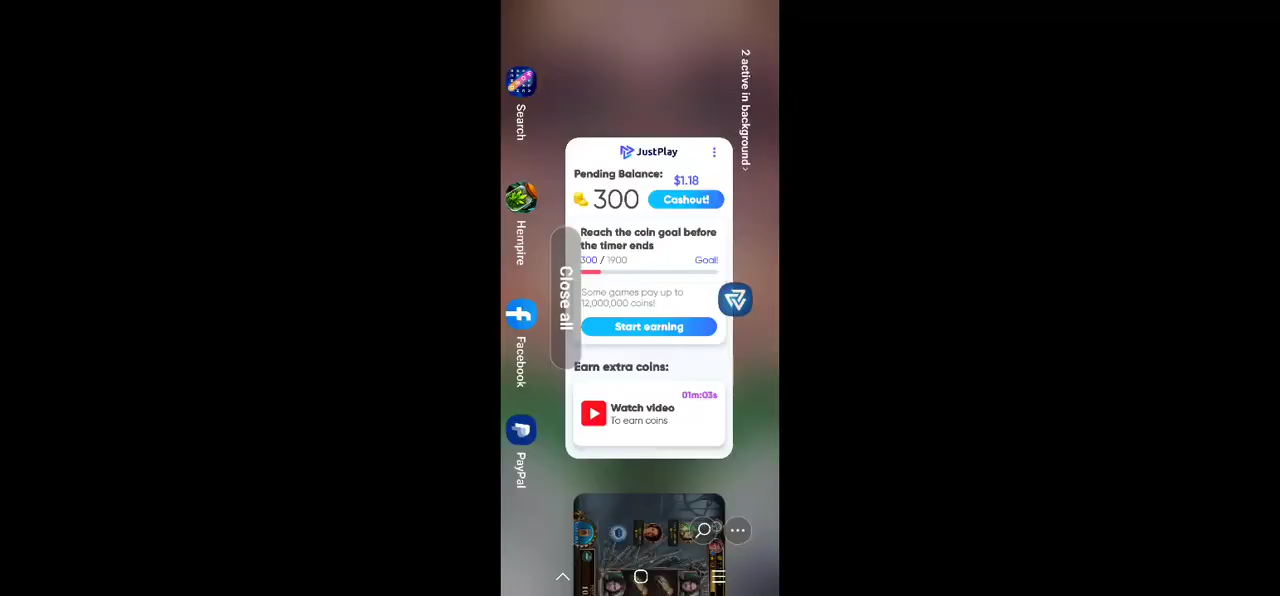 2 active in background ›
JustPlay
Pending Balance:
$1.18
300
Cashout!
Reach the coin goal before
the timer ends
300 / 1900
Goal!
Some games pay up to
12,000,000 coins!
Start earning
Earn extra coins:
01m:03s
Watch video
To earn coins
Close all
Search
Hempire
Facebook
PayPal